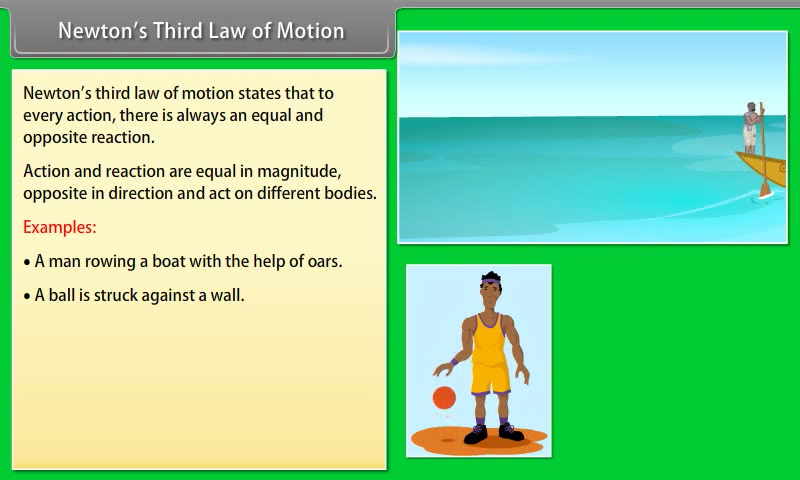 Newton's Third Law of Motion
Newton's third law of motion states that to
every action, there is always an equal and
opposite reaction.
Action and reaction are equal in magnitude,
opposite in direction and act on different bodies.
Examples:
• A man rowing a boat with the help of oars.
• A ball is struck against a wall.